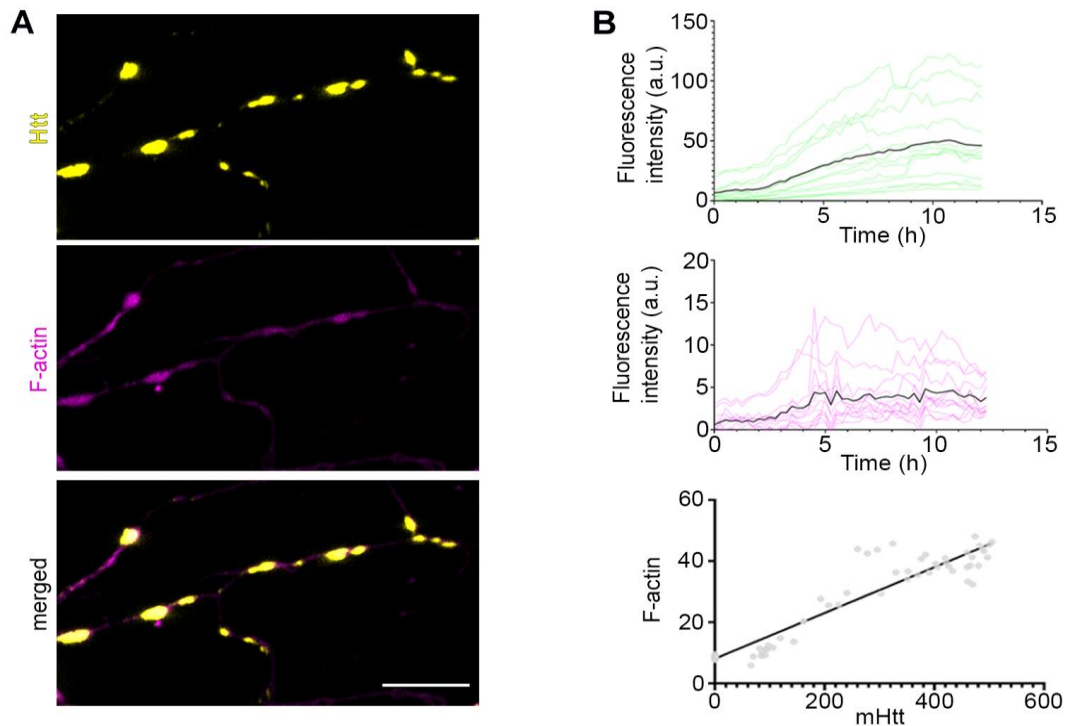 A
Htt
F-actin
merged
B
150
100
50
0
Fluorescence
intensity (a.u.)
0 5 10 15
Time (h)
20
15
10
5
0
Fluorescence
intensity (a.u.)
0 5 10 15
Time (h)
60
40
20
0
F-actin
0 200 400 600
mHtt